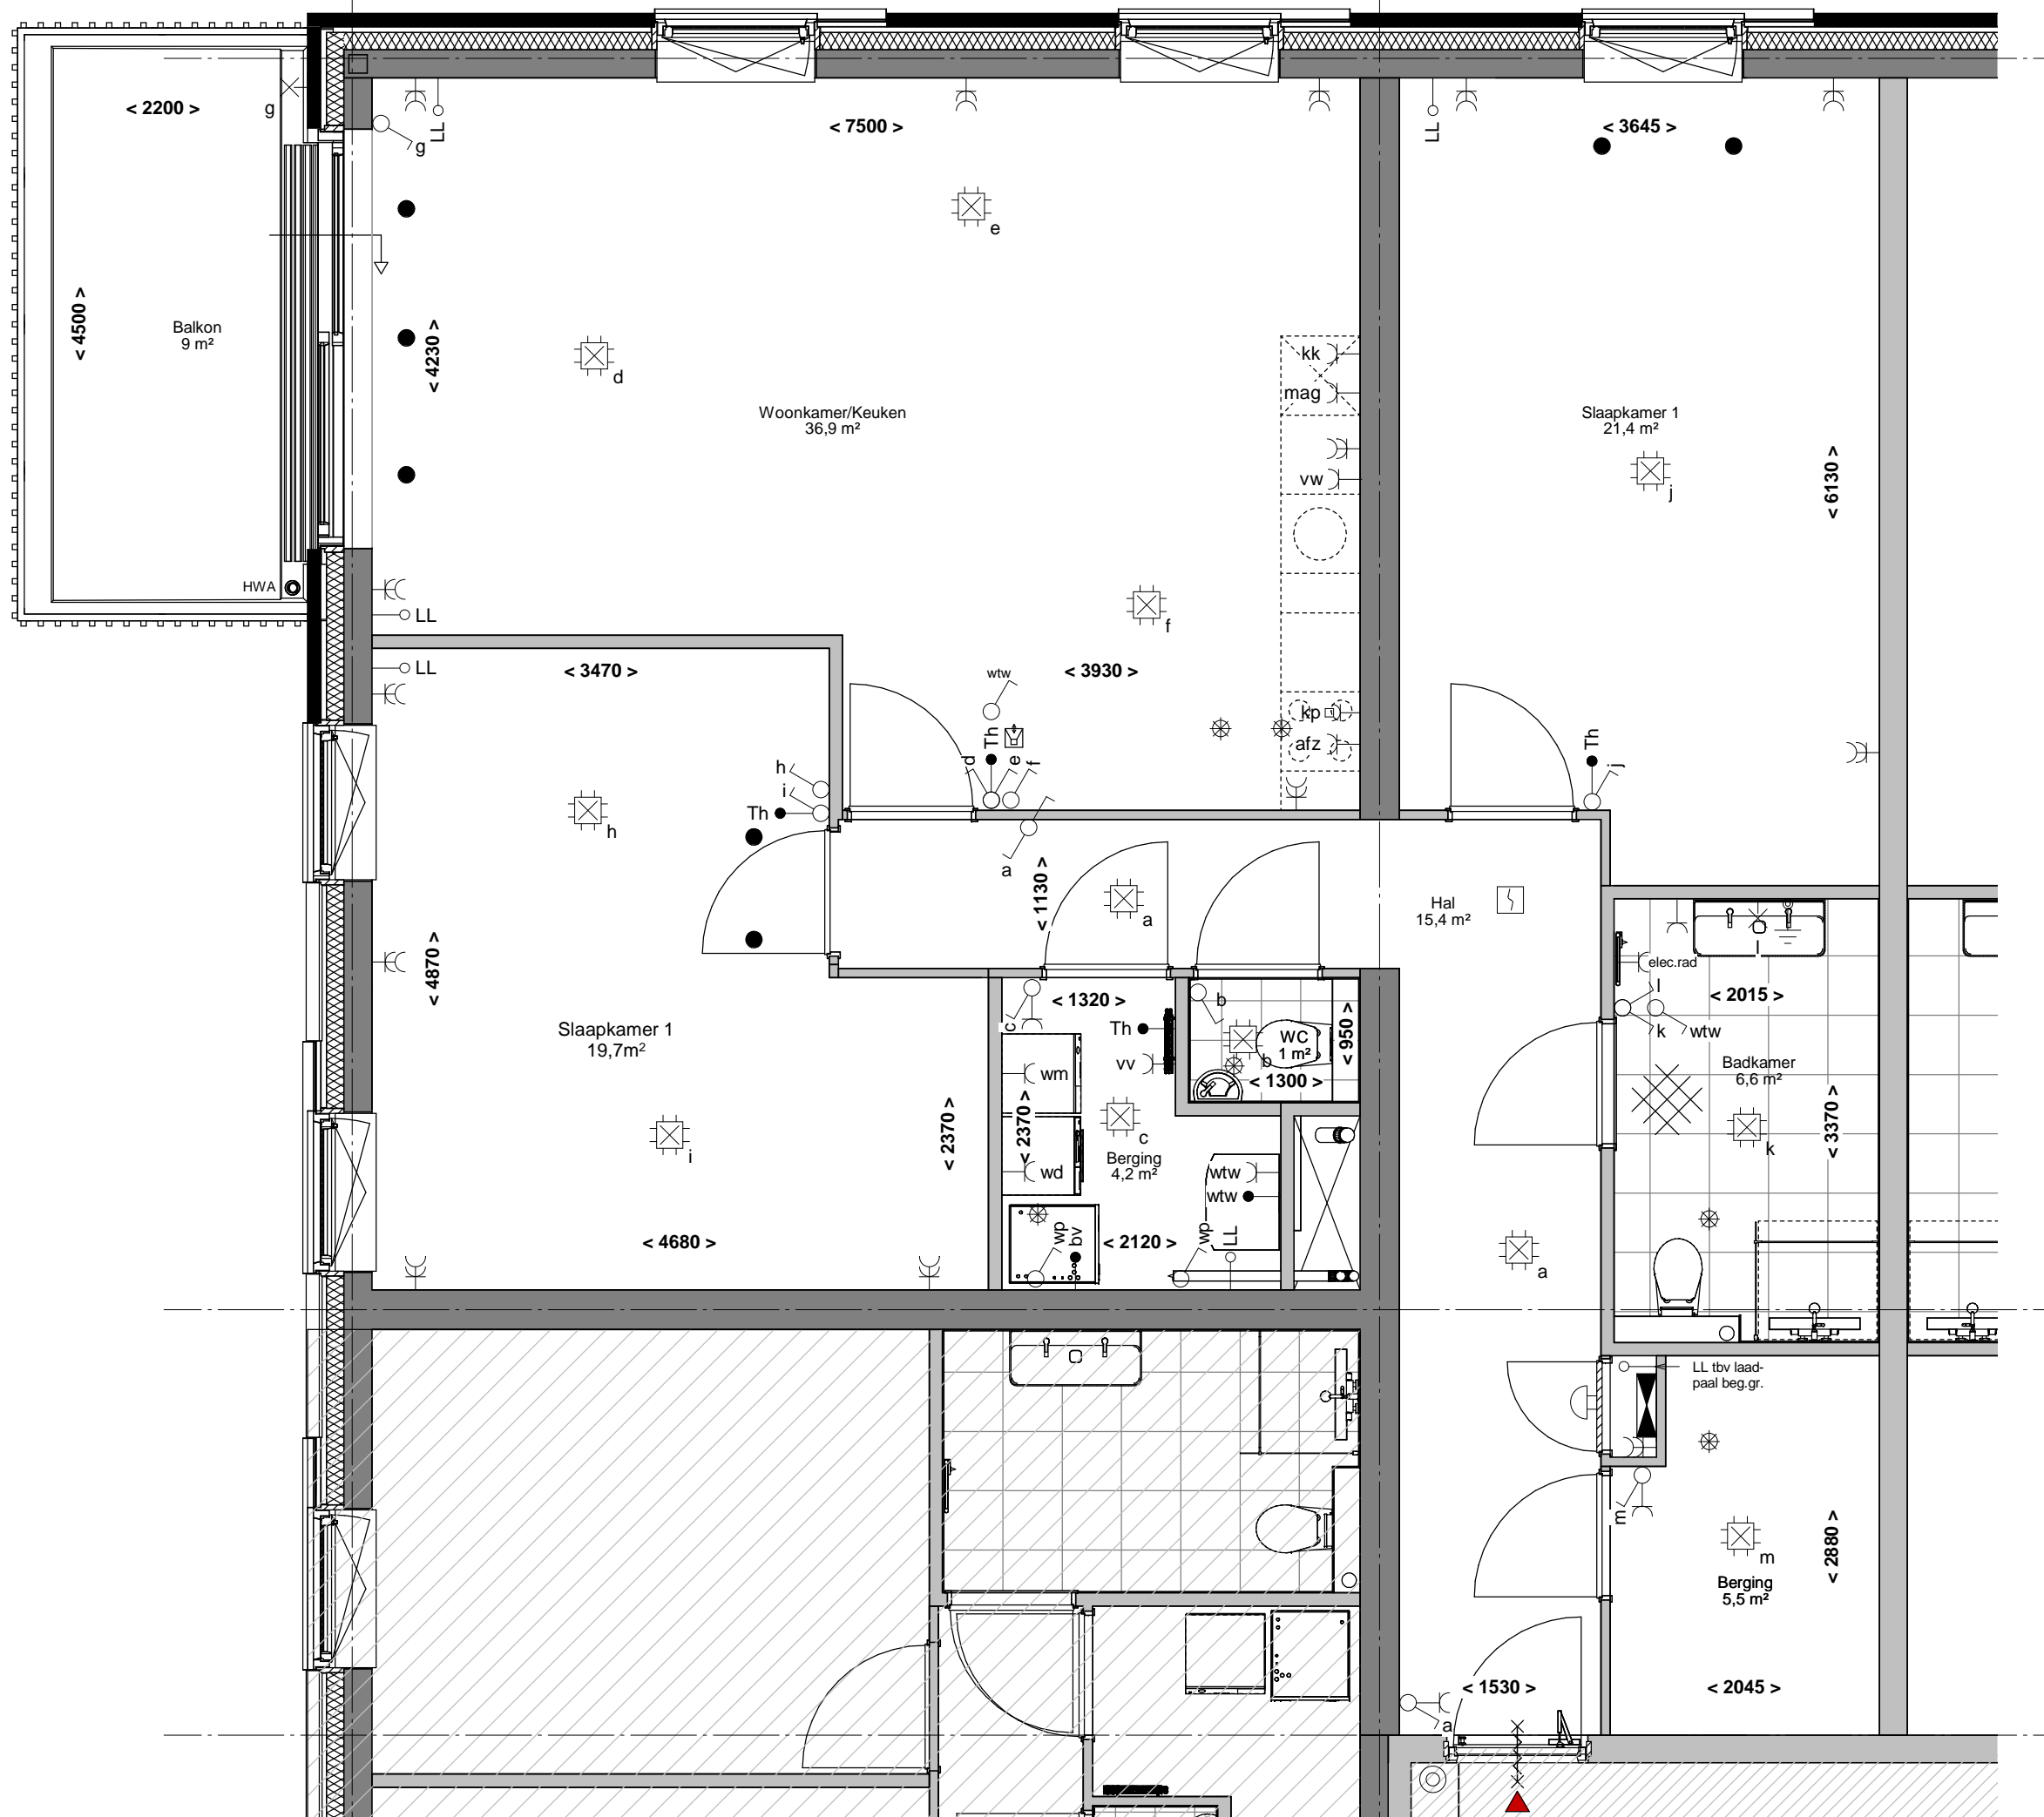 < 2200 >
g
g
LL
< 7500 >
LL
< 3645 >
e
< 4500 >
Balkon
9 m²
< 4230 >
d
kk
mag
vw
Woonkamer/Keuken
36,9 m²
Slaapkamer 1
21,4 m²
j
< 6130 >
HWA
LL
f
LL
< 3470 >
wtw
< 3930 >
kp
afz
Th
d
e
f
Th
j
h
i
Th
h
a
< 1130 >
a
Hal
15,4 m²
< 4870 >
elec.rad
l
l
k
wtw
< 2015 >
c
< 1320 >
Th
vv
b
WC
1 m²
b
< 1300 >
< 950 >
Slaapkamer 1
19,7m²
wm
Badkamer
6,6 m²
k
< 3370 >
i
< 2370 >
< 2370 >
wd
c
Berging
4,2 m²
wtw
wtw
< 4680 >
wp
bv
< 2120 >
wp
LL
a
LL tbv laad-
paal beg.gr.
m
m
Berging
5,5 m²
< 2880 >
< 1530 >
< 2045 >
a